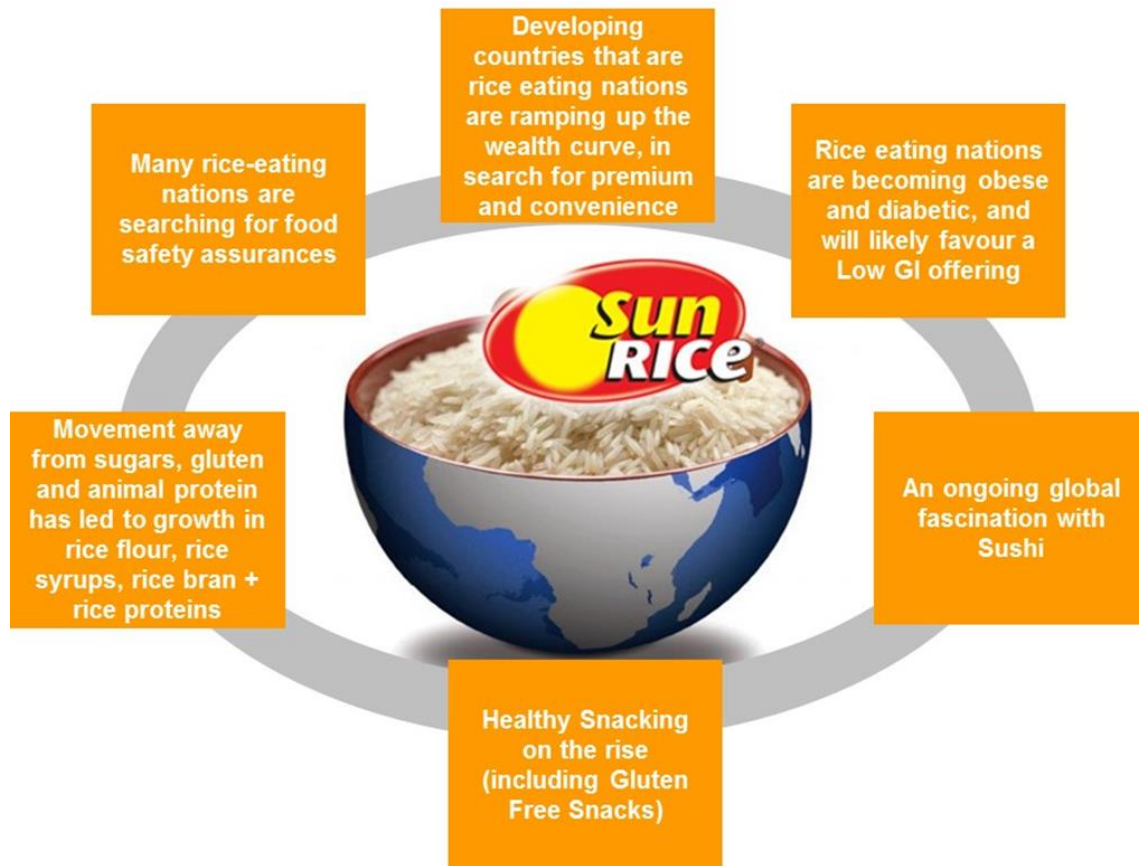 Developing
countries that are
rice eating nations
are ramping up the
wealth curve, in
search for premium
and convenience
Many rice-eating
nations are
searching for food
safety assurances
Rice eating nations
are becoming obese
and diabetic, and
will likely favour a
Low GI offering
Sun
RICE
Movement away
from sugars, gluten
and animal protein
has led to growth in
rice flour, rice
syrups, rice bran +
rice proteins
An ongoing global
fascination with
Sushi
Healthy Snacking
on the rise
(including Gluten
Free Snacks)